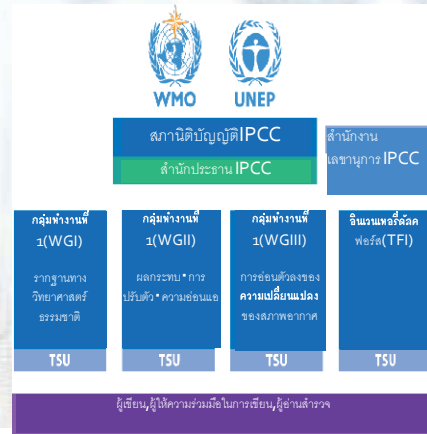 WMO UNEP
สภานิติบัญญัติIPCC
สำนักประธาน IPCC
สำนักงาน
เลขานุการ IPCC
กลุ่มทำงานที่
1(WGI)
รากฐานทาง
วิทยาศาสตร์
ธรรมชาติ
TSU
กลุ่มทำงานที่
1(WGII)
ผลกระทบ•การ
ปรับตัว•ความอ่อนแอ
TSU
กลุ่มทำงานที่
1(WGIII)
การอ่อนตัวลงของ
ความเปลี่ยนแปลง
ของสภาพอากาศ
TSU
อินเวนเทอรี่ตัลค
ฟอร์ส(TFI)
TSU
ผู้เขียน,ผู้ให้ความร่วมมือในการเขียน,ผู้อ่านสำรวจ